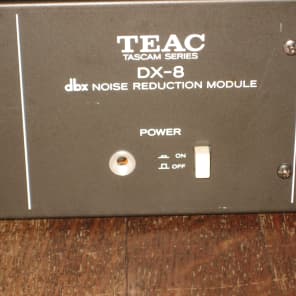 TEAC
TASCAM SERIES
DX-8
dbx NOISE REDUCTION MODULE
POWER
ON
OFF